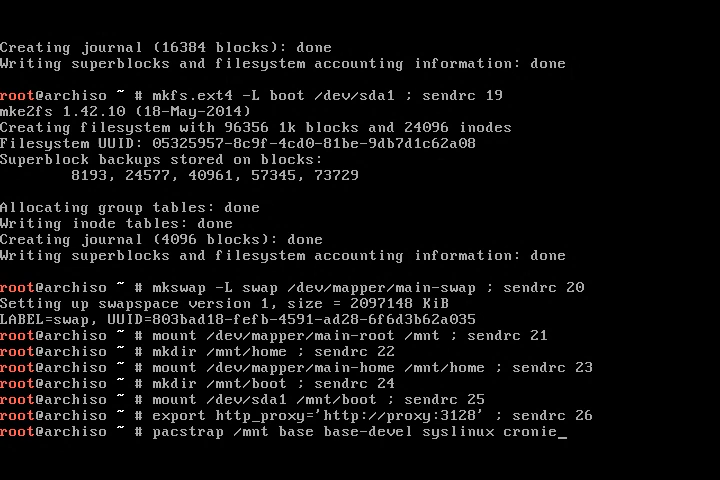 Creating journal (16384 blocks): done
Writing superblocks and filesystem accounting information: done
root@archiso ~ # mkfs.ext4 -L boot /dev/sda1 ; sendrc 19
mke2fs 1.42.10 (18-May-2014)
Creating filesystem with 96356 1k blocks and 24096 inodes
Filesystem UUID: 05325957-8c9f-4cd0-81be-9db7d1c62a08
Superblock backups stored on blocks:
        8193, 24577, 40961, 57345, 73729
Allocating group tables: done
Writing inode tables: done
Creating journal (4096 blocks): done
Writing superblocks and filesystem accounting information: done
root@archiso ~ # mkswap -L swap /dev/mapper/main-swap ; sendrc 20
Setting up swapspace version 1, size = 2097148 KiB
LABEL=swap, UUID=803bad18-fefb-4591-ad28-6f6d3b62a035
root@archiso ~ # mount /dev/mapper/main-root /mnt ; sendrc 21
root@archiso ~ # mkdir /mnt/home ; sendrc 22
root@archiso ~ # mount /dev/mapper/main-home /mnt/home ; sendrc 23
root@archiso ~ # mkdir /mnt/boot ; sendrc 24
root@archiso ~ # mount /dev/sda1 /mnt/boot ; sendrc 25
root@archiso ~ # export http_proxy='http://proxy:3128' ; sendrc 26
root@archiso ~ # pacstrap /mnt base base-devel syslinux cronie_